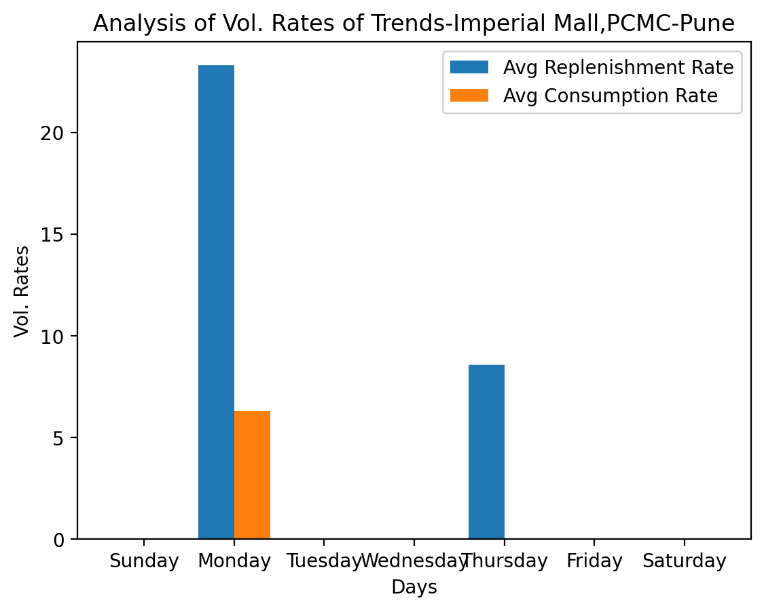 Analysis of Vol. Rates of Trends-Imperial Mall,PCMC-Pune
Avg Replenishment Rate
Avg Consumption Rate
Vol. Rates
20
15
10
5
0
Sunday Monday Tuesday Wednesday Thursday Friday Saturday
Days